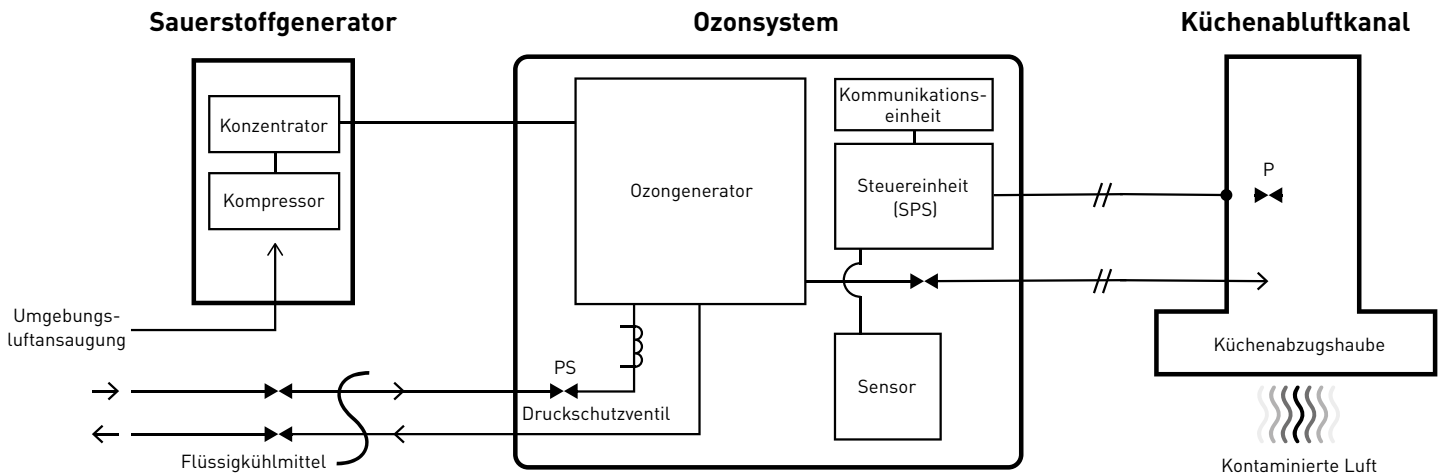 Sauerstoffgenerator
Ozonsystem
Küchenabluftkanal
Konzentrator
Kompressor
Umgebungs-
luftansaugung
Ozongenerator
Kommunikations-
einheit
Steuereinheit
(SPS)
Sensor
PS
Druckschutzventil
Flüssigkühlmittel
P
Küchenabzugshaube
Kontaminierte Luft